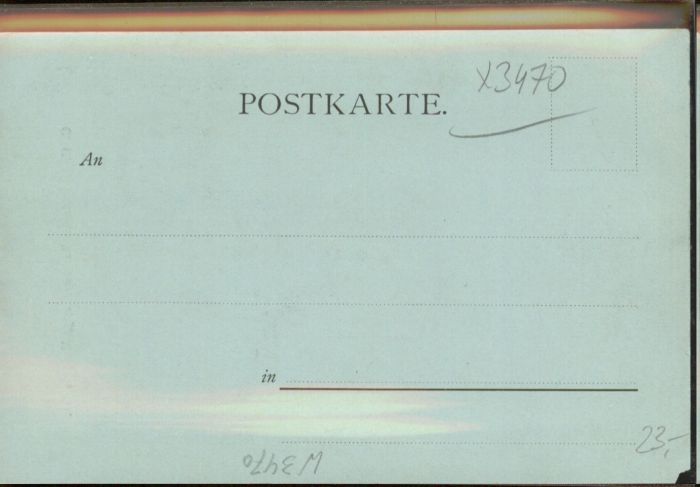 X3470
POSTKARTE.
An
in
23,-
W3470